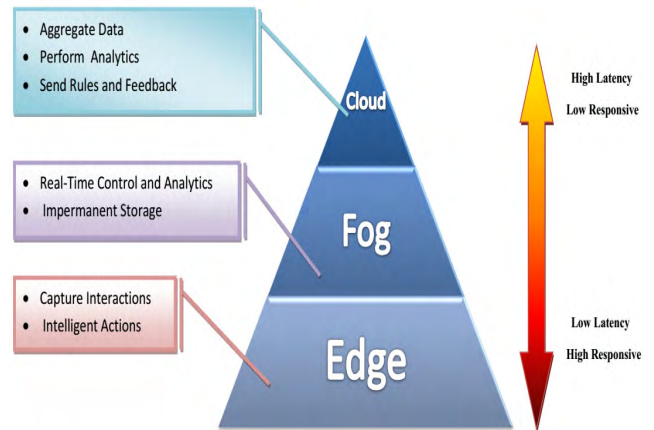 • Aggregate Data
• Perform Analytics
• Send Rules and Feedback
Cloud
High Latency
Low Responsive
• Real-Time Control and Analytics
• Impermanent Storage
Fog
• Capture Interactions
• Intelligent Actions
Edge
Low Latency
High Responsive